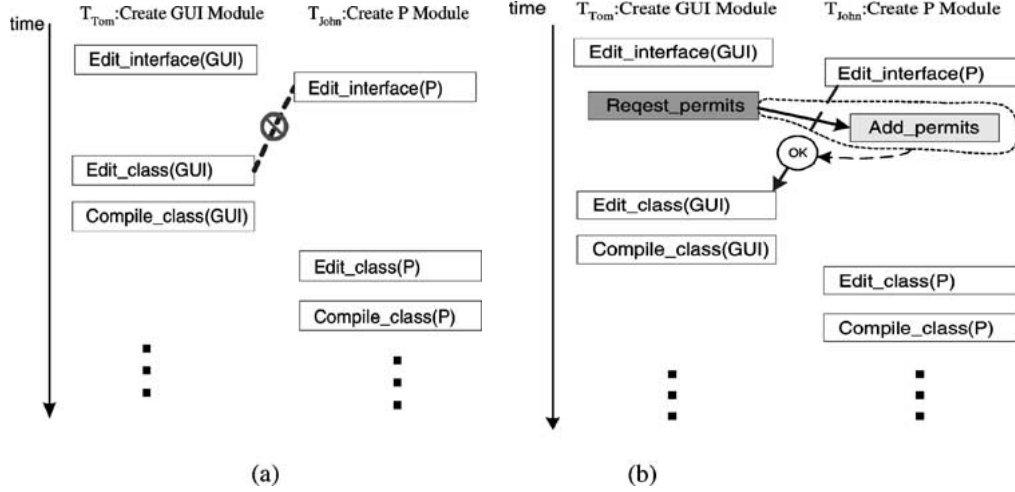 time
T_Tom:Create GUI Module
T_John:Create P Module
Edit_interface(GUI)
Edit_interface(P)
Edit_class(GUI)
Compile_class(GUI)
Edit_class(P)
Compile_class(P)
(a)
time
T_Tom:Create GUI Module
T_John:Create P Module
Edit_interface(GUI)
Edit_interface(P)
Reqest_permits
Add_permits
OK
Edit_class(GUI)
Compile_class(GUI)
Edit_class(P)
Compile_class(P)
(b)